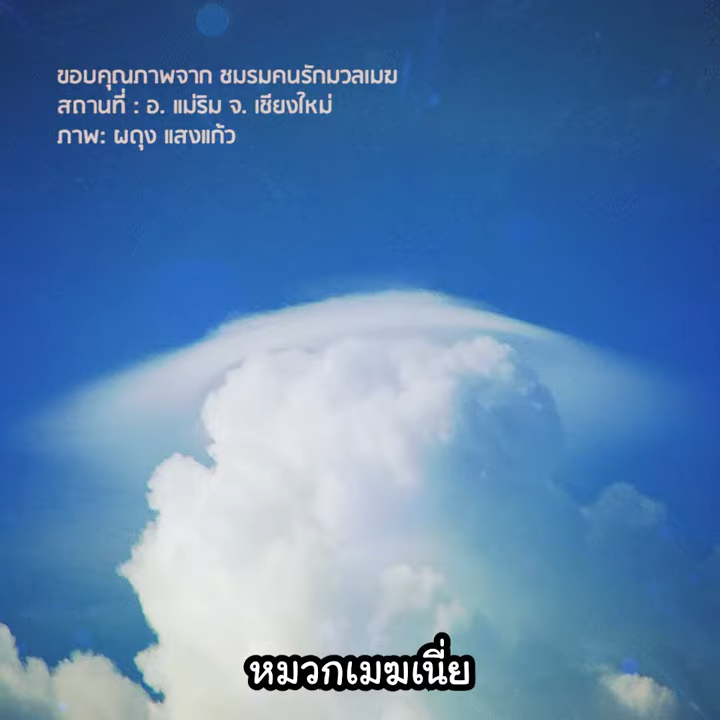 ขอบคุณภาพจาก ชมรมคนรักมวลเมฆ
สถานที่ : อ. แม่ริม จ. เชียงใหม่
ภาพ: ผดุง แสงแก้ว
หมวกเมฆเนี่ย